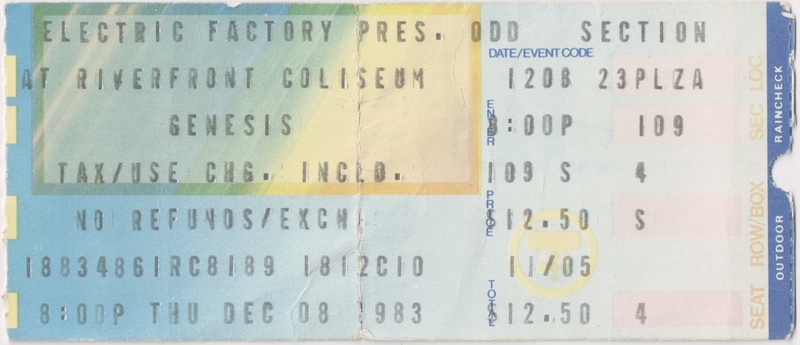 ELECTRIC FACTORY PRES. ODD SECTION
DATE/EVENT CODE
AT RIVERFRONT COLISEUM 1208 23PLZA
GENESIS 8:00P 109
ENTER
TAX/USE CHG. INCLD. 109 S 4
PRICE
NO REFUNDS/EXCH $12.50 S
1883486IRC8189 1812C10 11/05
TOTAL
8:00P THU DEC 08 1983 $12.50 4
SEAT ROW/BOX SEC LOC
OUTDOOR RAINCHECK